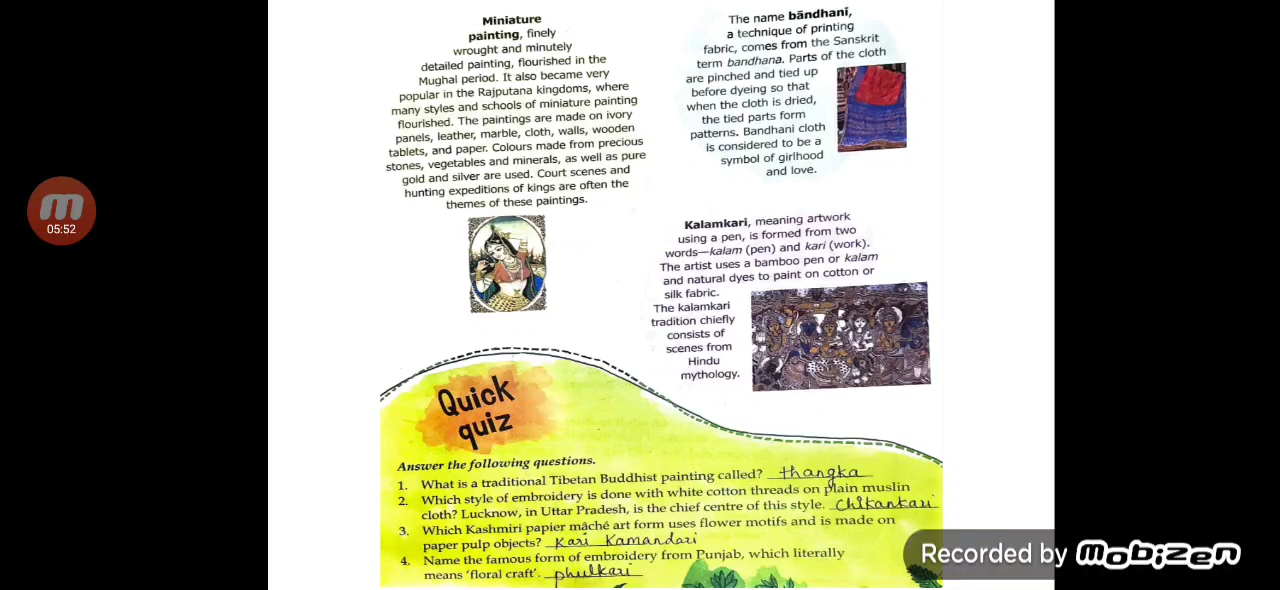 Miniature
painting, finely
wrought and minutely
detailed painting, flourished in the
Mughal period. It also became very
popular in the Rajputana kingdoms, where
many styles and schools of miniature painting
flourished. The paintings are made on ivory
panels, leather, marble, cloth, walls, wooden
tablets, and paper. Colours made from precious
stones, vegetables and minerals, as well as pure
gold and silver are used. Court scenes and
hunting expeditions of kings are often the
themes of these paintings.
The name bāndhanī,
a technique of printing
fabric, comes from the Sanskrit
term bandhana. Parts of the cloth
are pinched and tied up
before dyeing so that
when the cloth is dried,
the tied parts form
patterns. Bandhani cloth
is considered to be a
symbol of girlhood
and love.
Kalamkari, meaning artwork
using a pen, is formed from two
words—kalam (pen) and kari (work).
The artist uses a bamboo pen or kalam
and natural dyes to paint on cotton or
silk fabric.
The kalamkari
tradition chiefly
consists of
scenes from
Hindu
mythology.
05:52
Quick
quiz
Answer the following questions.
1. What is a traditional Tibetan Buddhist painting called? thangka
2. Which style of embroidery is done with white cotton threads on plain muslin
cloth? Lucknow, in Uttar Pradesh, is the chief centre of this style. Chikankari
3. Which Kashmiri papier mâché art form uses flower motifs and is made on
paper pulp objects? Kari Kamandari
4. Name the famous form of embroidery from Punjab, which literally
means 'floral craft'. phulkari
Recorded by mobizen